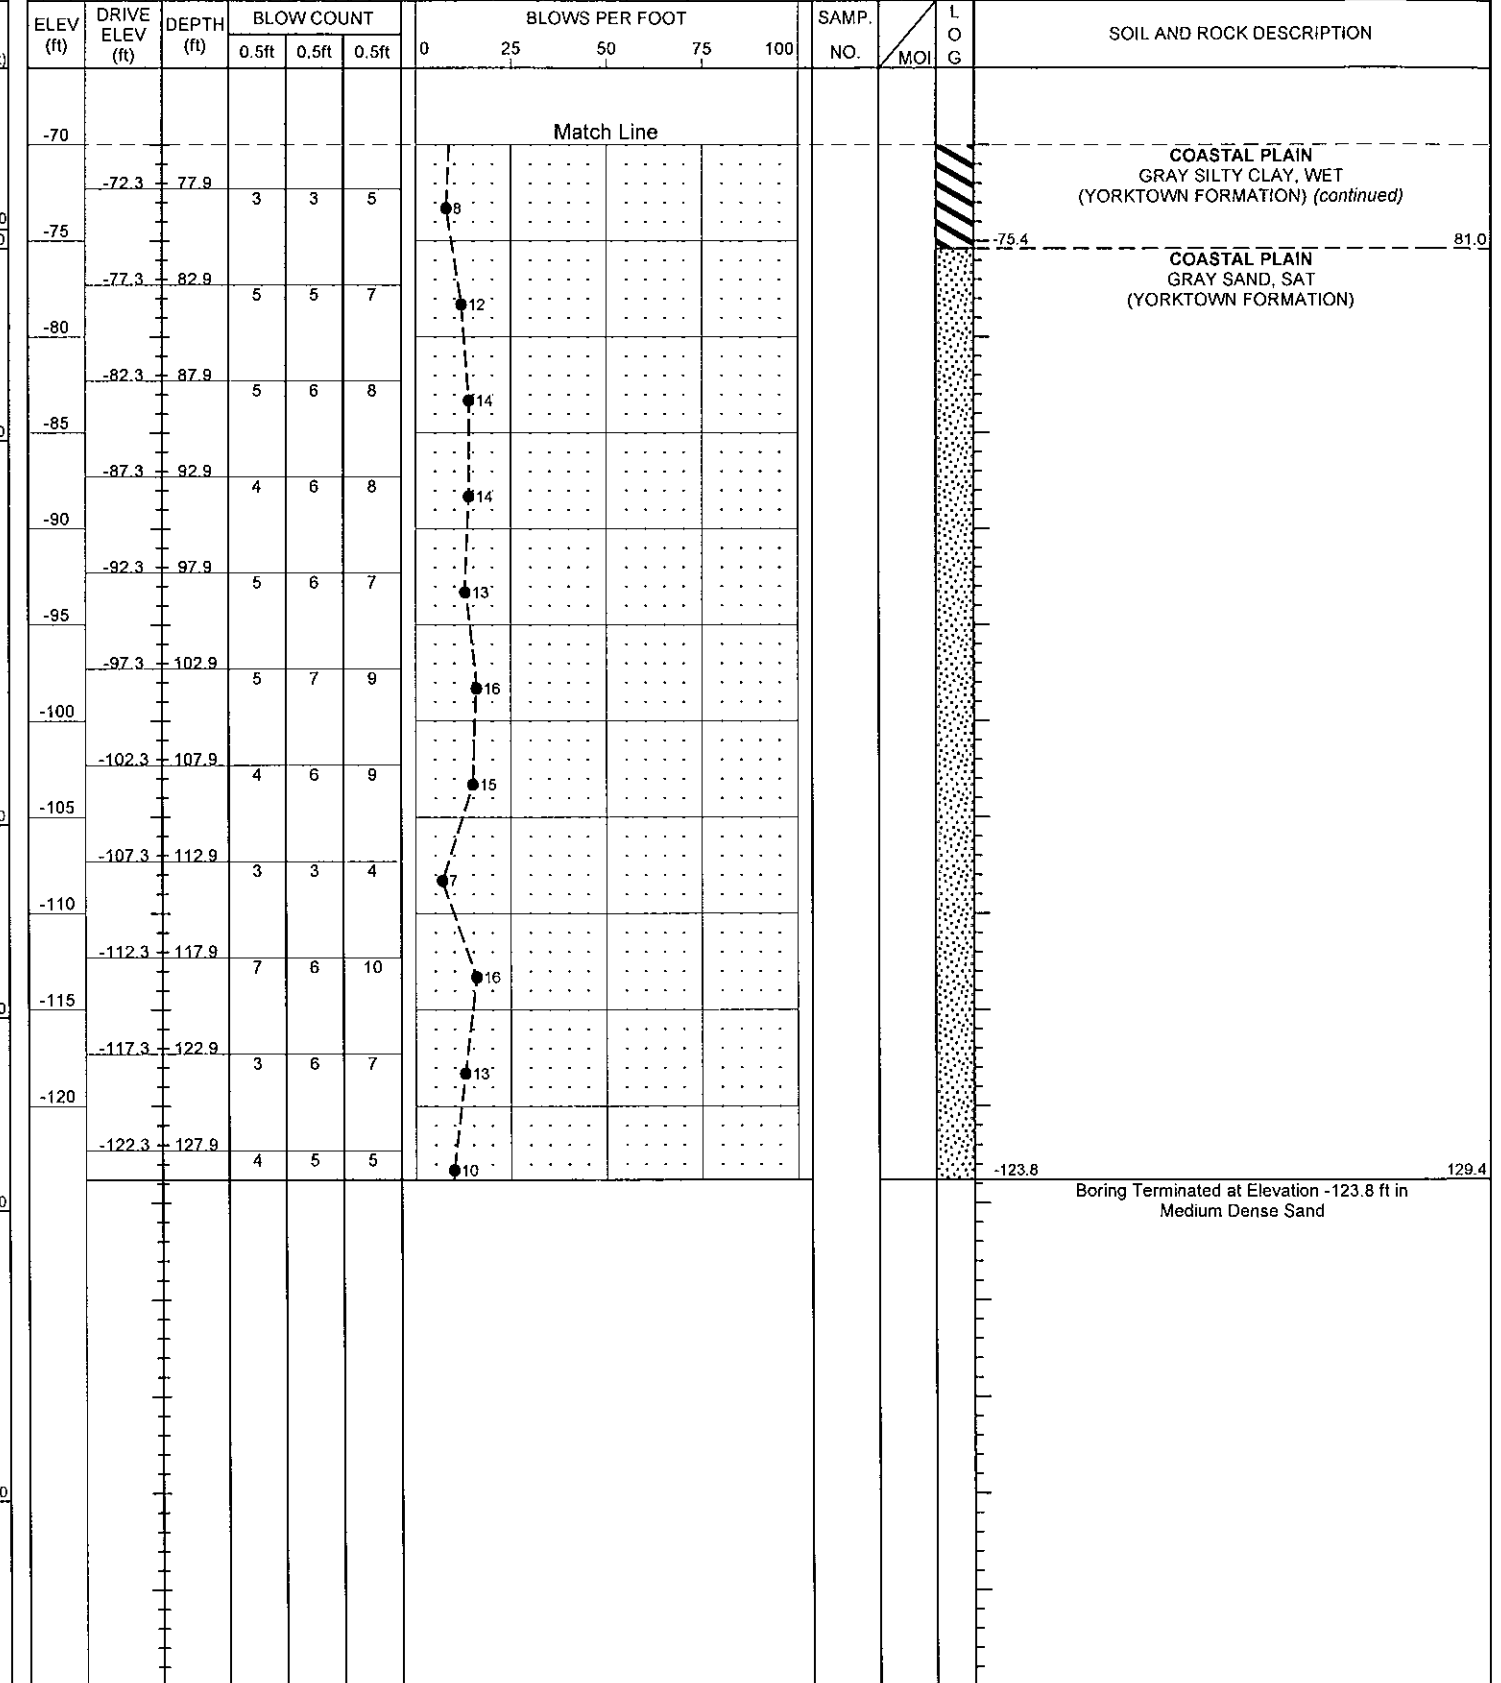 ELEV (ft) DRIVE ELEV (ft) DEPTH (ft) BLOW COUNT BLOWS PER FOOT SAMP. NO. MOI LOG SOIL AND ROCK DESCRIPTION
0.5ft 0.5ft 0.5ft 0 25 50 75 100
-70 Match Line
COASTAL PLAIN
GRAY SILTY CLAY, WET
-72.3 77.9 3 3 5 8
(YORKTOWN FORMATION) (continued)
-75 -75.4 81.0
COASTAL PLAIN
GRAY SAND, SAT
-77.3 82.9 5 5 7 12
(YORKTOWN FORMATION)
-80
-82.3 87.9 5 6 8 14
-85
-87.3 92.9 4 6 8 14
-90
-92.3 97.9 5 6 7 13
-95
-97.3 102.9 5 7 9 16
-100
-102.3 107.9 4 6 9 15
-105
-107.3 112.9 3 3 4 7
-110
-112.3 117.9 7 6 10 16
-115
-117.3 122.9 3 6 7 13
-120
-122.3 127.9 4 5 5 10
-123.8 129.4
Boring Terminated at Elevation -123.8 ft in
Medium Dense Sand